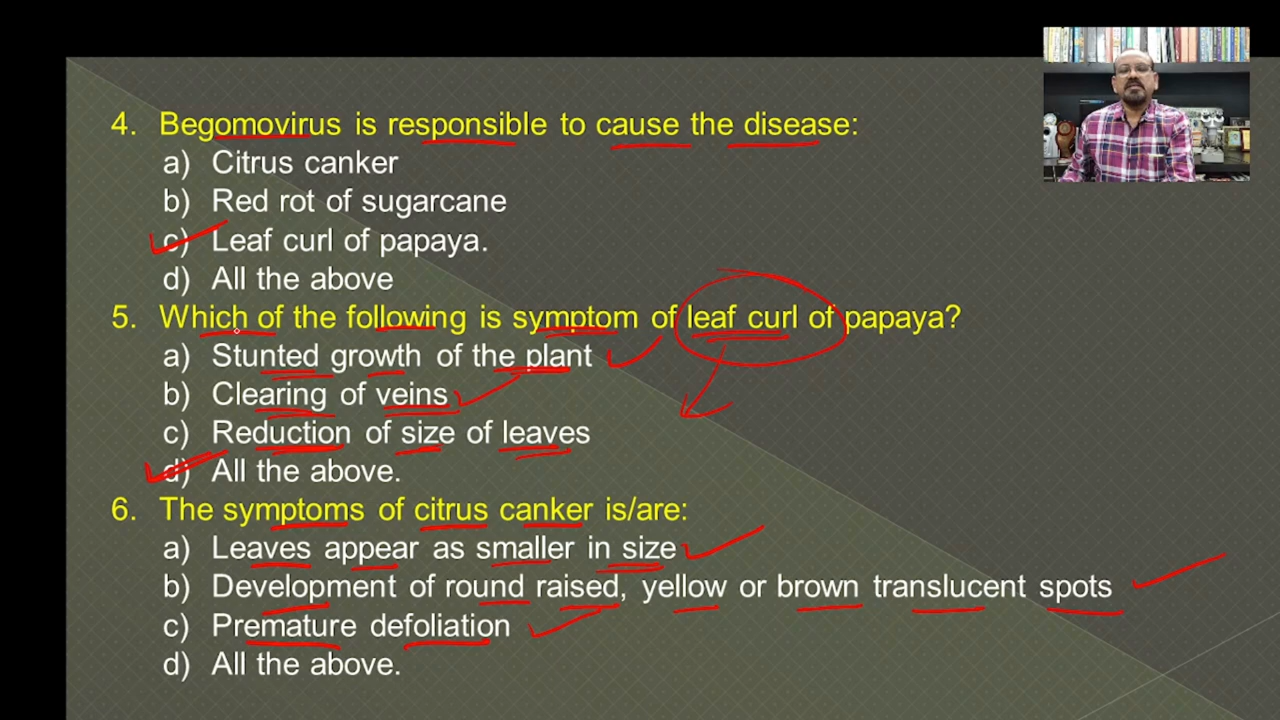 4. Begomovirus is responsible to cause the disease:
a) Citrus canker
b) Red rot of sugarcane
c) Leaf curl of papaya.
d) All the above
5. Which of the following is symptom of leaf curl of papaya?
a) Stunted growth of the plant
b) Clearing of veins
c) Reduction of size of leaves
d) All the above.
6. The symptoms of citrus canker is/are:
a) Leaves appear as smaller in size
b) Development of round raised, yellow or brown translucent spots
c) Premature defoliation
d) All the above.